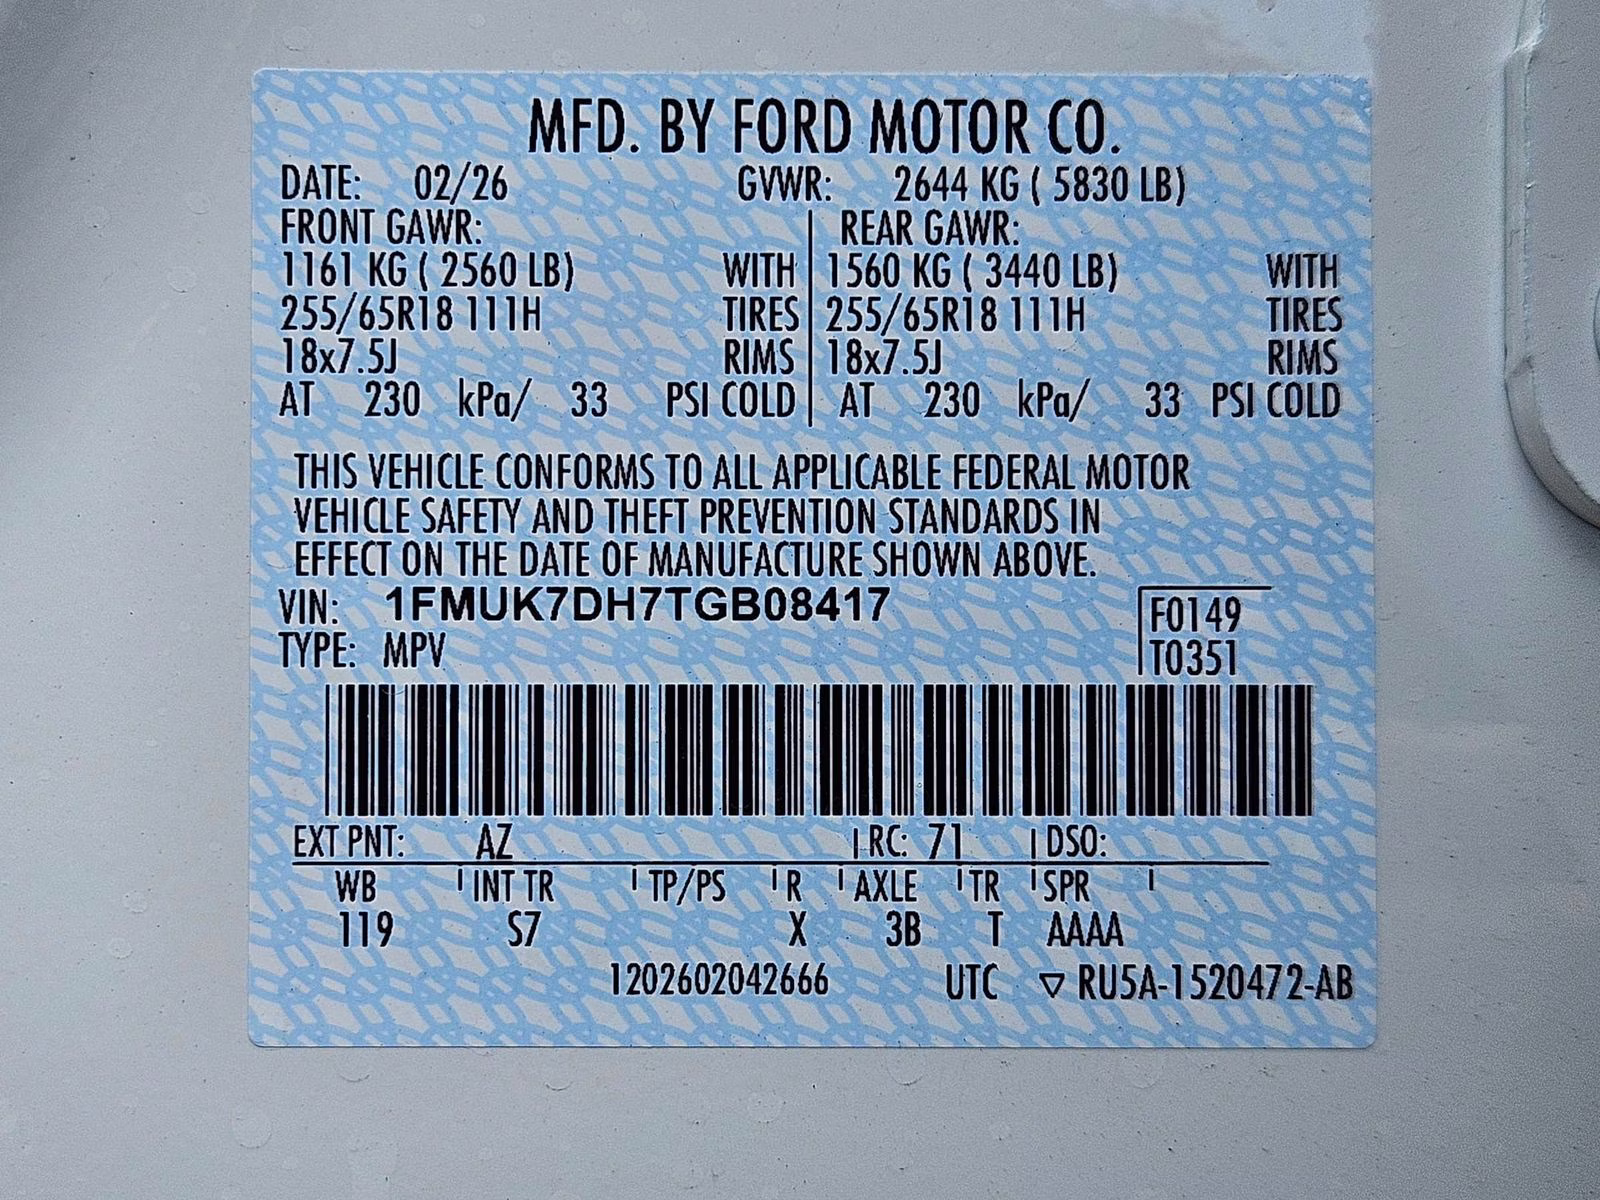 MFD. BY FORD MOTOR CO.
DATE: 02/26 GVWR: 2644 KG ( 5830 LB)
FRONT GAWR: REAR GAWR:
1161 KG ( 2560 LB) WITH 1560 KG ( 3440 LB) WITH
255/65R18 111H TIRES 255/65R18 111H TIRES
18x7.5J RIMS 18x7.5J RIMS
AT 230 kPa/ 33 PSI COLD AT 230 kPa/ 33 PSI COLD
THIS VEHICLE CONFORMS TO ALL APPLICABLE FEDERAL MOTOR
VEHICLE SAFETY AND THEFT PREVENTION STANDARDS IN
EFFECT ON THE DATE OF MANUFACTURE SHOWN ABOVE.
VIN: 1FMUK7DH7TGB08417 F0149
TYPE: MPV T0351
EXT PNT: AZ RC: 71 DSO:
WB INT TR TP/PS R AXLE TR SPR
119 S7 X 3B T AAAA
1202602042666 UTC ▽ RU5A-1520472-AB